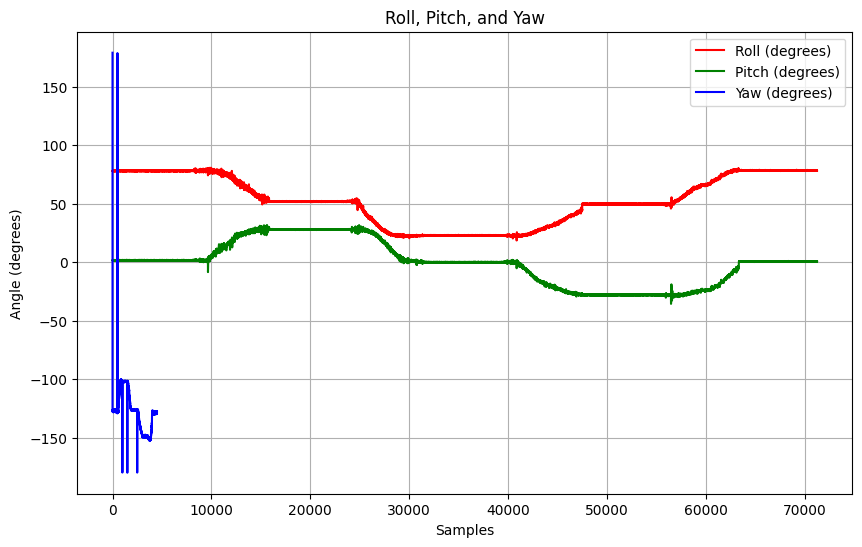 Roll, Pitch, and Yaw
Roll (degrees)
Pitch (degrees)
Yaw (degrees)
Angle (degrees)
150
100
50
0
−50
−100
−150
0 10000 20000 30000 40000 50000 60000 70000
Samples